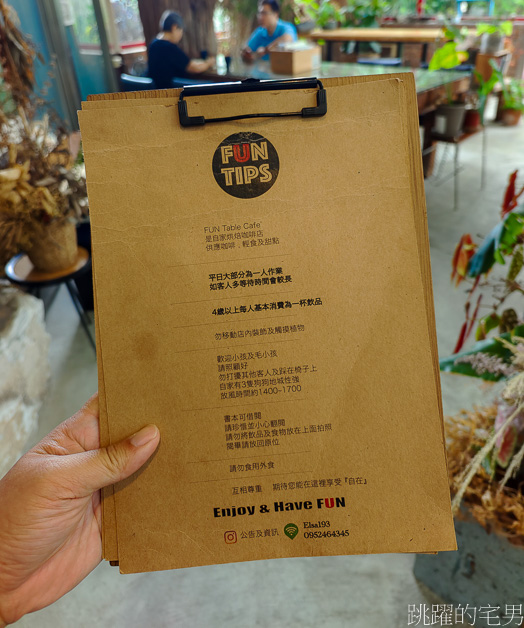 FUN
TIPS
FUN Table Cafe
是自家烘焙咖啡店
供應咖啡，輕食及甜點
平日大部分為一人作業
如客人多等待時間會較長
4歲以上每人基本消費為一杯飲品
勿移動店內裝飾及觸摸植物
歡迎小孩及毛小孩
請照顧好
勿打擾其他客人及踩在椅子上
自家有3隻狗狗地域性強
放風時間約1400-1700
書本可借閱
請珍惜並小心翻閱
請勿將飲品及食物放在上面拍照
閱畢請放回原位
請勿食用外食
互相尊重　期待您能在這裡享受『自在』
Enjoy & Have FUN
公告及資訊
Elsa193
0952464345
跳躍的宅男